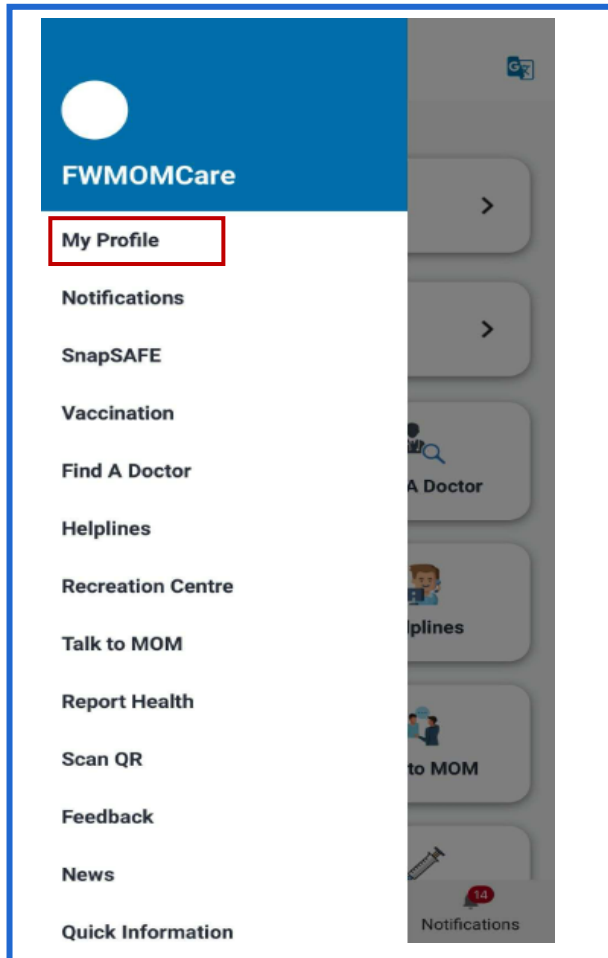 FWMOMCare
My Profile
Notifications
SnapSAFE
Vaccination
Find A Doctor
A Doctor
Helplines
lplines
Recreation Centre
Talk to MOM
to MOM
Report Health
Scan QR
Feedback
News
14
Notifications
Quick Information